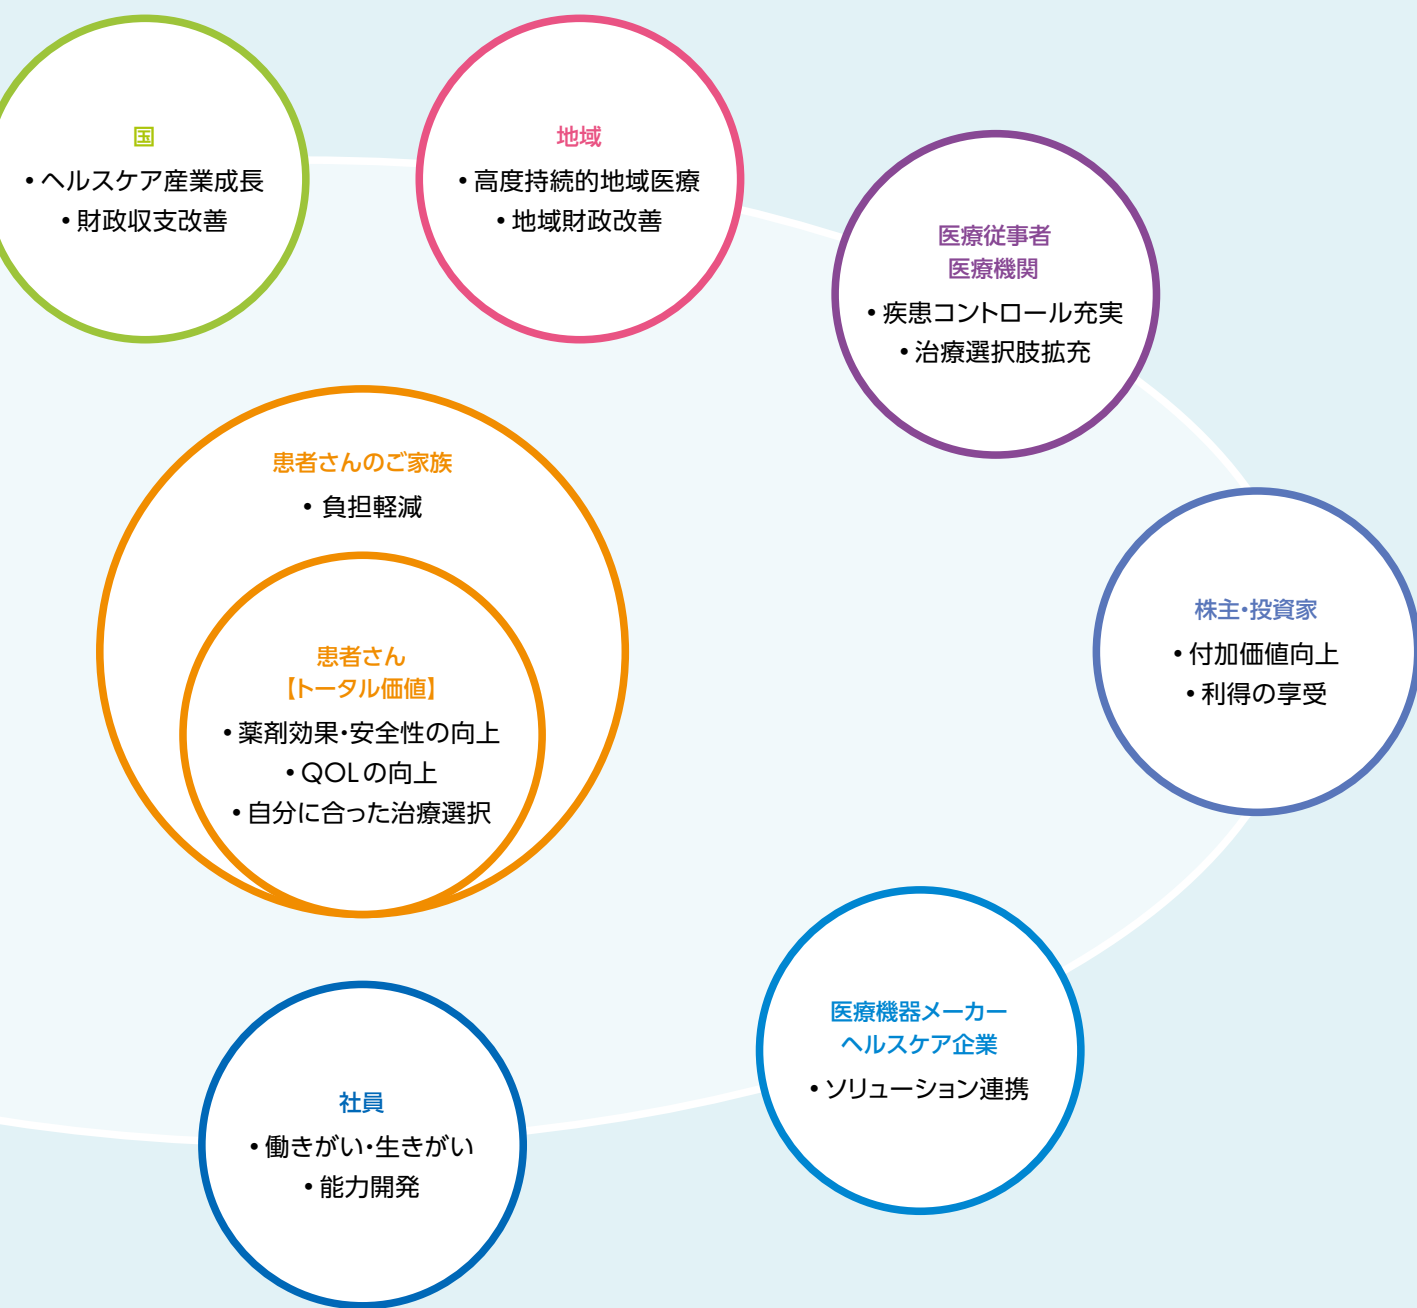 国
• ヘルスケア産業成長
• 財政収支改善
地域
• 高度持続的地域医療
• 地域財政改善
医療従事者
医療機関
• 疾患コントロール充実
• 治療選択肢拡充
患者さんのご家族
• 負担軽減
患者さん
【トータル価値】
• 薬剤効果・安全性の向上
• QOLの向上
• 自分に合った治療選択
株主・投資家
• 付加価値向上
• 利得の享受
医療機器メーカー
ヘルスケア企業
• ソリューション連携
社員
• 働きがい・生きがい
• 能力開発